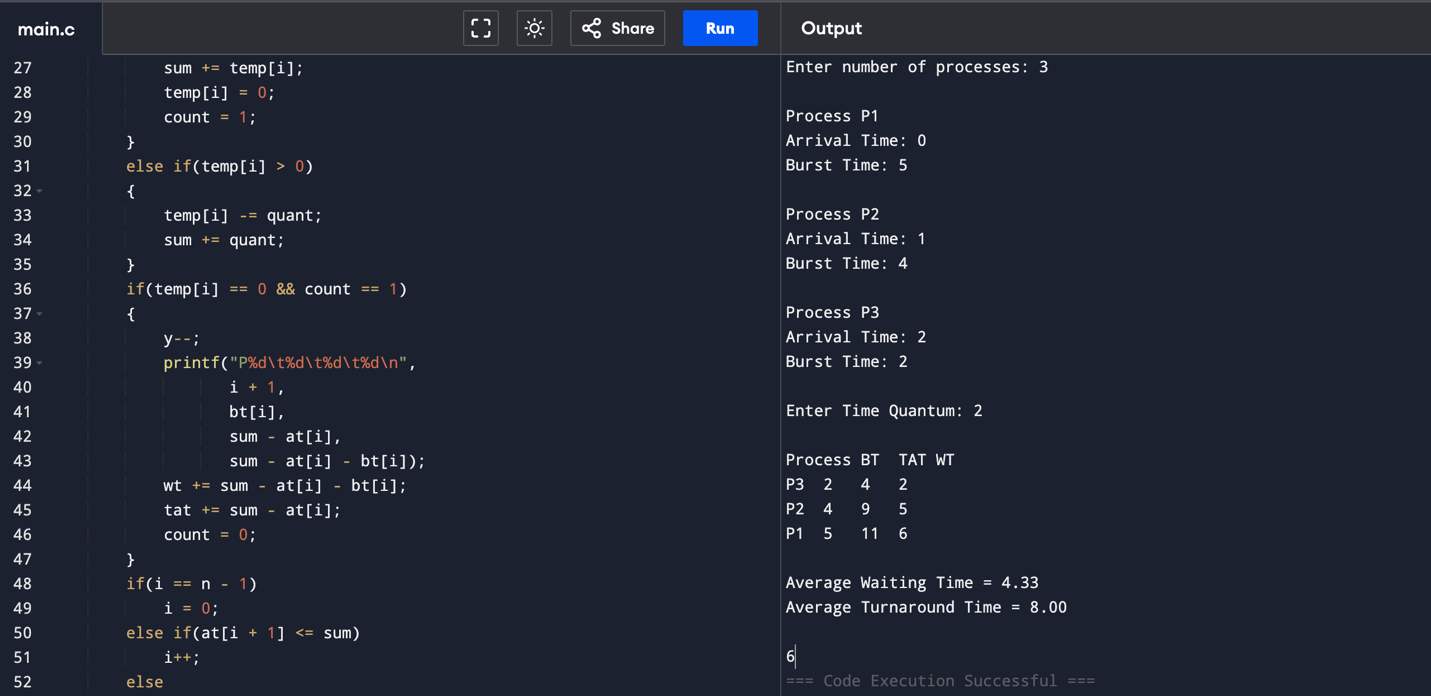 main.c
Share
Run
Output
27 sum += temp[i];
28 temp[i] = 0;
29 count = 1;
30 }
31 else if(temp[i] > 0)
32 {
33 temp[i] -= quant;
34 sum += quant;
35 }
36 if(temp[i] == 0 && count == 1)
37 {
38 y--;
39 printf("P%d\t%d\t%d\t%d\n",
40 i + 1,
41 bt[i],
42 sum - at[i],
43 sum - at[i] - bt[i]);
44 wt += sum - at[i] - bt[i];
45 tat += sum - at[i];
46 count = 0;
47 }
48 if(i == n - 1)
49 i = 0;
50 else if(at[i + 1] <= sum)
51 i++;
52 else
Enter number of processes: 3
Process P1
Arrival Time: 0
Burst Time: 5
Process P2
Arrival Time: 1
Burst Time: 4
Process P3
Arrival Time: 2
Burst Time: 2
Enter Time Quantum: 2
Process BT TAT WT
P3 2 4 2
P2 4 9 5
P1 5 11 6
Average Waiting Time = 4.33
Average Turnaround Time = 8.00
6
=== Code Execution Successful ===